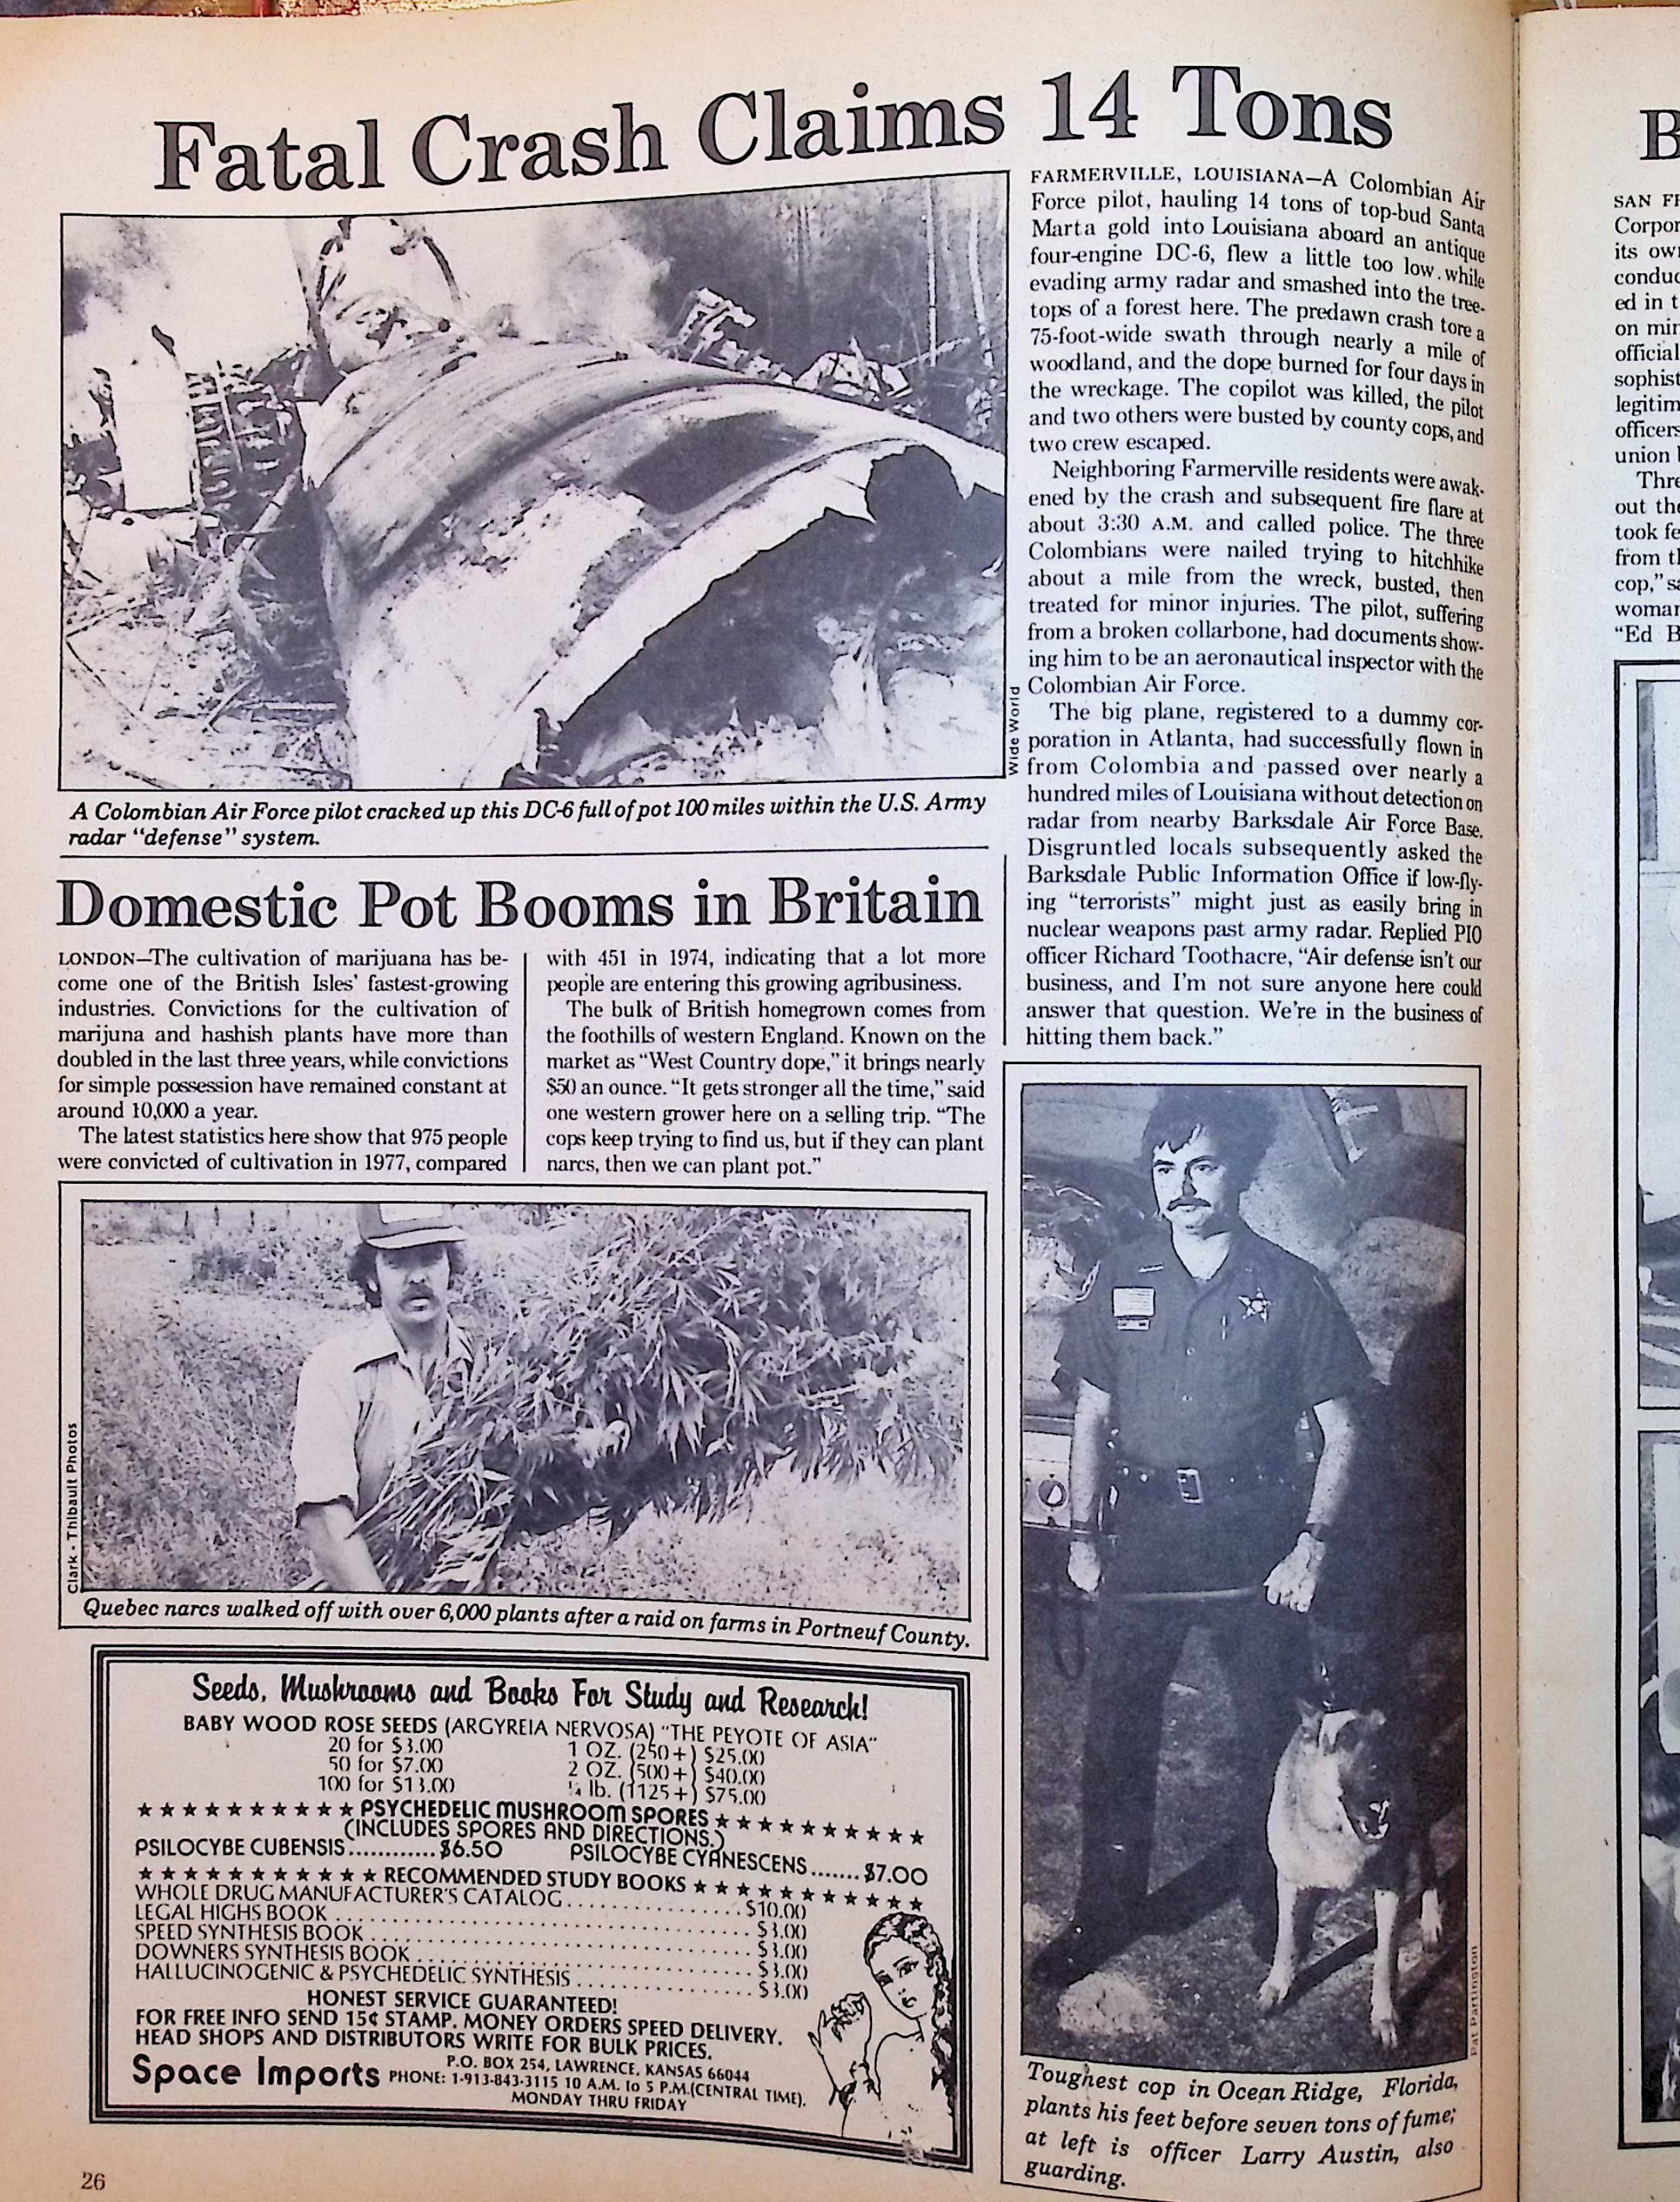 Fatal Crash Claims 14 Tons
FARMERVILLE, LOUISIANA—A Colombian Air
Force pilot, hauling 14 tons of top-bud Santa
Marta gold into Louisiana aboard an antique
four-engine DC-6, flew a little too low while
evading army radar and smashed into the tree-
tops of a forest here. The predawn crash tore a
75-foot-wide swath through nearly a mile of
woodland, and the dope burned for four days in
the wreckage. The copilot was killed, the pilot
and two others were busted by county cops, and
two crew escaped.
Neighboring Farmerville residents were awak-
ened by the crash and subsequent fire flare at
about 3:30 A.M. and called police. The three
Colombians were nailed trying to hitchhike
about a mile from the wreck, busted, then
treated for minor injuries. The pilot, suffering
from a broken collarbone, had documents show-
ing him to be an aeronautical inspector with the
Colombian Air Force.
The big plane, registered to a dummy cor-
poration in Atlanta, had successfully flown in
from Colombia and passed over nearly a
hundred miles of Louisiana without detection on
radar from nearby Barksdale Air Force Base.
Disgruntled locals subsequently asked the
Barksdale Public Information Office if low-fly-
ing “terrorists” might just as easily bring in
nuclear weapons past army radar. Replied PIO
officer Richard Toothacre, “Air defense isn't our
business, and I'm not sure anyone here could
answer that question. We're in the business of
hitting them back.”
Wide World
A Colombian Air Force pilot cracked up this DC-6 full of pot 100 miles within the U.S. Army
radar “defense” system.
Domestic Pot Booms in Britain
LONDON—The cultivation of marijuana has be-
come one of the British Isles' fastest-growing
industries. Convictions for the cultivation of
marijuna and hashish plants have more than
doubled in the last three years, while convictions
for simple possession have remained constant at
around 10,000 a year.
The latest statistics here show that 975 people
were convicted of cultivation in 1977, compared
with 451 in 1974, indicating that a lot more
people are entering this growing agribusiness.
The bulk of British homegrown comes from
the foothills of western England. Known on the
market as “West Country dope,” it brings nearly
$50 an ounce. “It gets stronger all the time,” said
one western grower here on a selling trip. “The
cops keep trying to find us, but if they can plant
narcs, then we can plant pot.”
Clark - Thibault Photos
Quebec narcs walked off with over 6,000 plants after a raid on farms in Portneuf County.
Seeds, Mushrooms and Books For Study and Research!
BABY WOOD ROSE SEEDS (ARGYREIA NERVOSA) “THE PEYOTE OF ASIA”
20 for $3.00 1 OZ. (250+) $25.00
50 for $7.00 2 OZ. (500+) $40.00
100 for $13.00 ¼ lb. (1125+) $75.00
★★★★★★★★★★ PSYCHEDELIC MUSHROOM SPORES ★★★★★★★★★★
(INCLUDES SPORES AND DIRECTIONS.)
PSILOCYBE CUBENSIS............$6.50 PSILOCYBE CYANESCENS.......$7.00
★★★★★★★★★★★ RECOMMENDED STUDY BOOKS ★★★★★★★★★★★
WHOLE DRUG MANUFACTURER'S CATALOG..................$10.00
LEGAL HIGHS BOOK..................$3.00
SPEED SYNTHESIS BOOK..................$3.00
DOWNERS SYNTHESIS BOOK..................$3.00
HALLUCINOGENIC & PSYCHEDELIC SYNTHESIS..................$3.00
HONEST SERVICE GUARANTEED!
FOR FREE INFO SEND 15¢ STAMP. MONEY ORDERS SPEED DELIVERY.
HEAD SHOPS AND DISTRIBUTORS WRITE FOR BULK PRICES.
Space Imports
P.O. BOX 254, LAWRENCE, KANSAS 66044
PHONE: 1-913-843-3115 10 A.M. to 5 P.M.(CENTRAL TIME).
MONDAY THRU FRIDAY
Pat Partington
Toughest cop in Ocean Ridge, Florida,
plants his feet before seven tons of fume;
at left is officer Larry Austin, also
guarding.
26
B
SAN
Corpor
its
conduc
ed in
on
official
sophist
legitim
officers
union
Thre
out
took
from
cop,”
woman
“Ed B